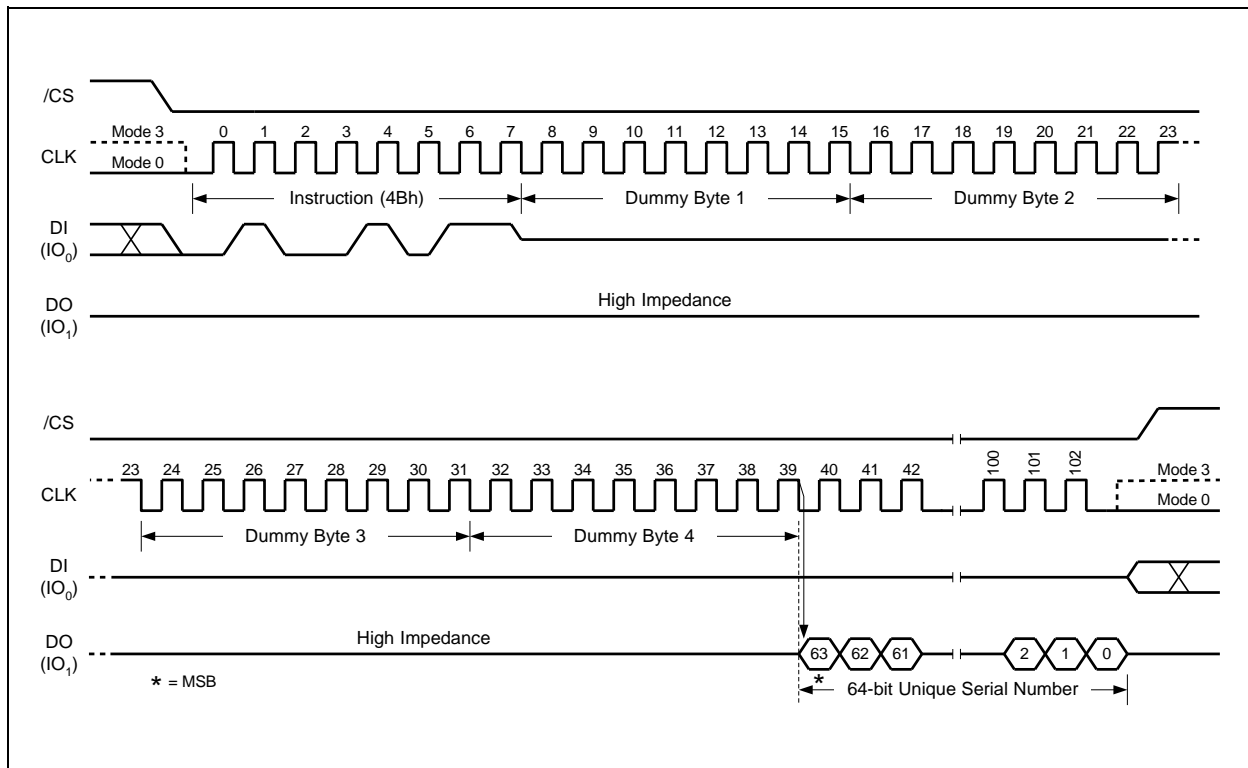 /CS
Mode 3 0 1 2 3 4 5 6 7 8 9 10 11 12 13 14 15 16 17 18 19 20 21 22 23
CLK
Mode 0
Instruction (4Bh) Dummy Byte 1 Dummy Byte 2
DI
(IO0)
High Impedance
DO
(IO1)
/CS
23 24 25 26 27 28 29 30 31 32 33 34 35 36 37 38 39 40 41 42 100 101 102 Mode 3
CLK
Mode 0
Dummy Byte 3 Dummy Byte 4
DI
(IO0)
High Impedance
DO
(IO1)
63 62 61 2 1 0
* = MSB
* 64-bit Unique Serial Number